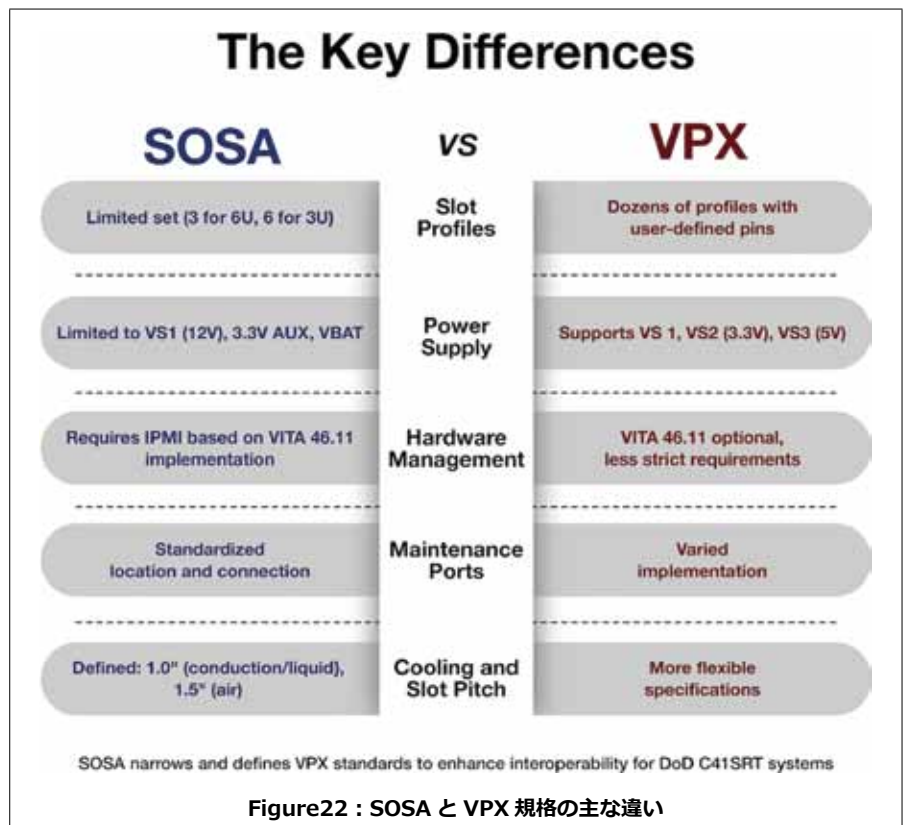 The Key Differences
SOSA
VS
VPX
Limited set (3 for 6U, 6 for 3U)
Slot
Profiles
Dozens of profiles with
user-defined pins
Limited to VS1 (12V), 3.3V AUX, VBAT
Power
Supply
Supports VS 1, VS2 (3.3V), VS3 (5V)
Requires IPMI based on VITA 46.11
implementation
Hardware
Management
VITA 46.11 optional,
less strict requirements
Standardized
location and connection
Maintenance
Ports
Varied
implementation
Defined: 1.0" (conduction/liquid),
1.5" (air)
Cooling and
Slot Pitch
More flexible
specifications
SOSA narrows and defines VPX standards to enhance interoperability for DoD C41SRT systems
Figure22：SOSA と VPX 規格の主な違い